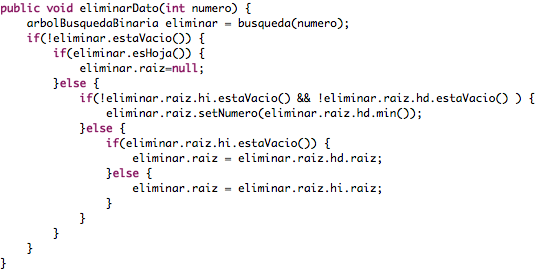 public void eliminarDato(int numero) {
    arbolBusquedaBinaria eliminar = busqueda(numero);
    if(!eliminar.estaVacio()) {
        if(eliminar.esHoja()) {
            eliminar.raiz=null;
        }else {
            if(!eliminar.raiz.hi.estaVacio() && !eliminar.raiz.hd.estaVacio() ) {
                eliminar.raiz.setNumero(eliminar.raiz.hd.min());
            }else {
                if(eliminar.raiz.hi.estaVacio()) {
                    eliminar.raiz = eliminar.raiz.hd.raiz;
                }else {
                    eliminar.raiz = eliminar.raiz.hi.raiz;
                }
            }
        }
    }
}